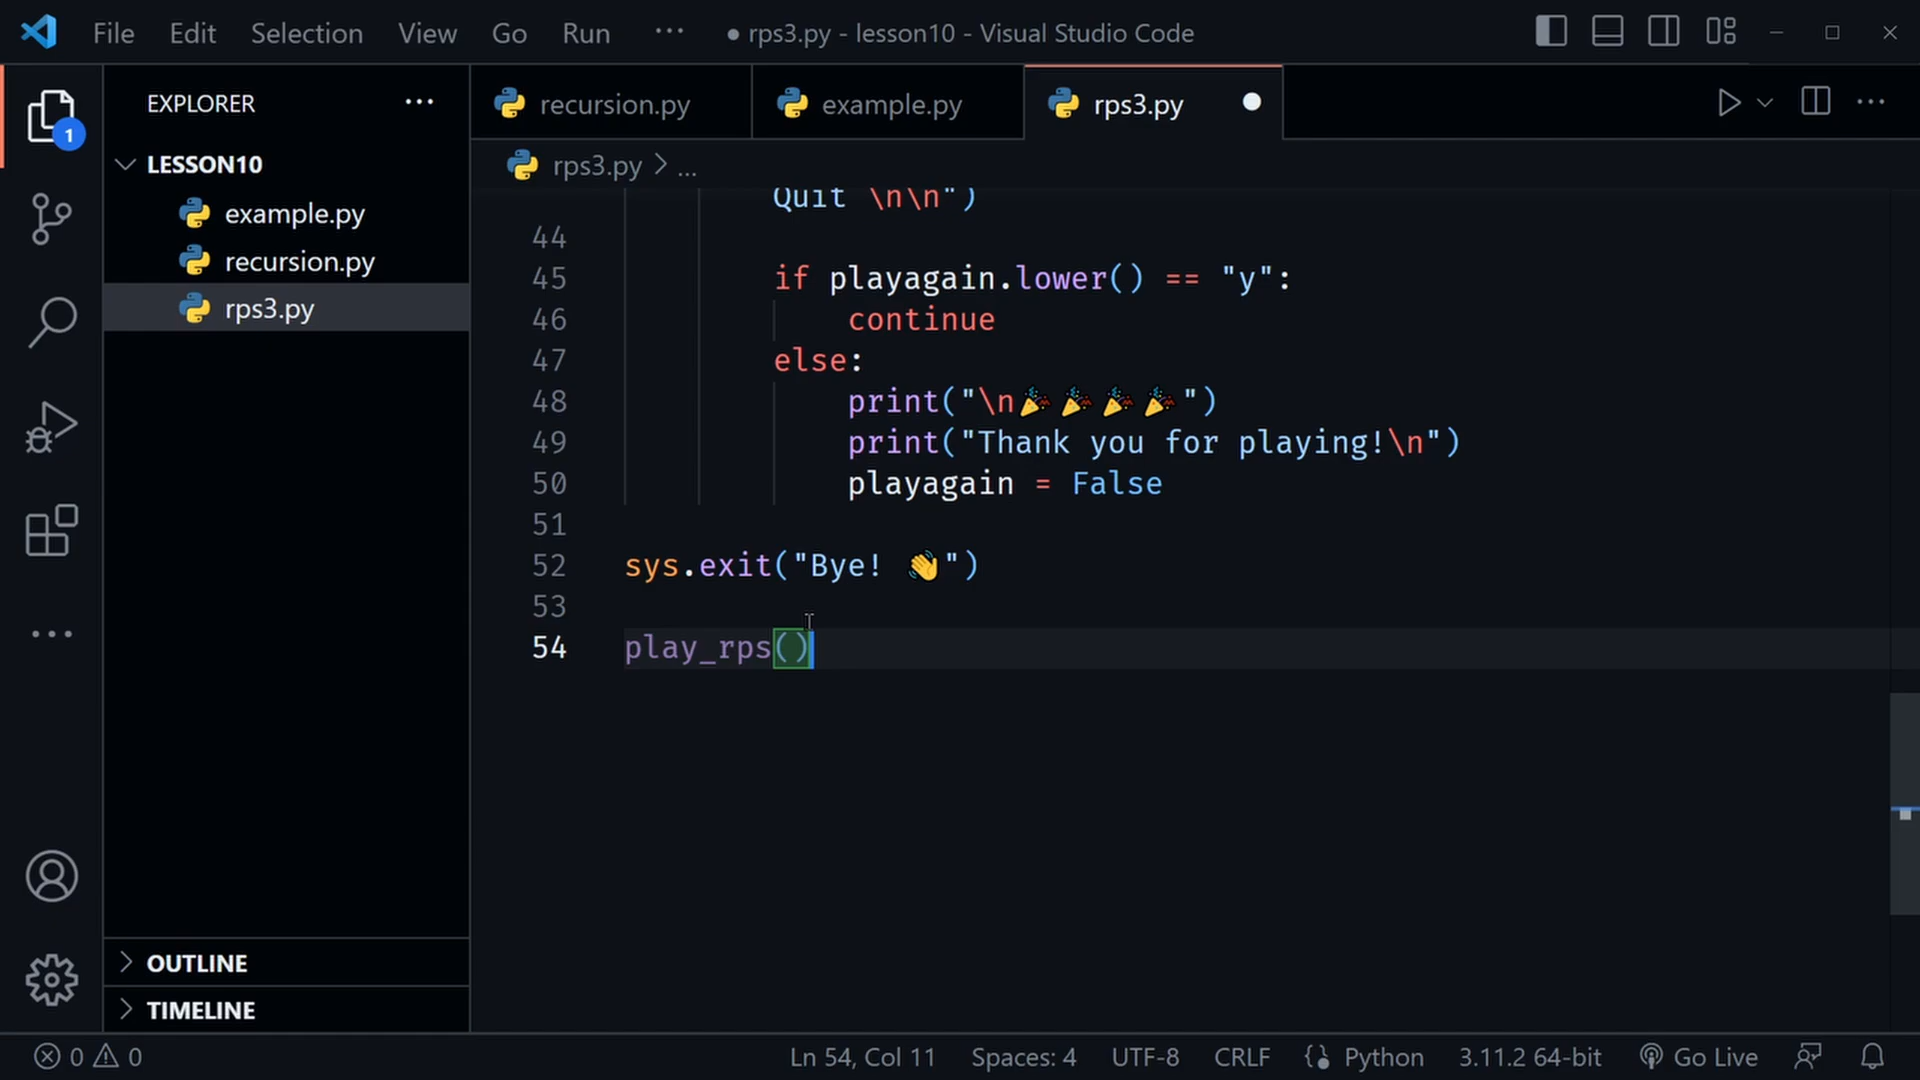 File Edit Selection View Go Run ··· ● rps3.py - lesson10 - Visual Studio Code
1
EXPLORER ···
LESSON10
example.py
recursion.py
rps3.py
OUTLINE
TIMELINE
recursion.py example.py rps3.py
rps3.py > ...
Quit \n\n")
44
45 if playagain.lower() == "y":
46 continue
47 else:
48 print("\n🎉🎉🎉🎉")
49 print("Thank you for playing!\n")
50 playagain = False
51
52 sys.exit("Bye! 👋")
53
54 play_rps()
0 0 Ln 54, Col 11 Spaces: 4 UTF-8 CRLF Python 3.11.2 64-bit Go Live